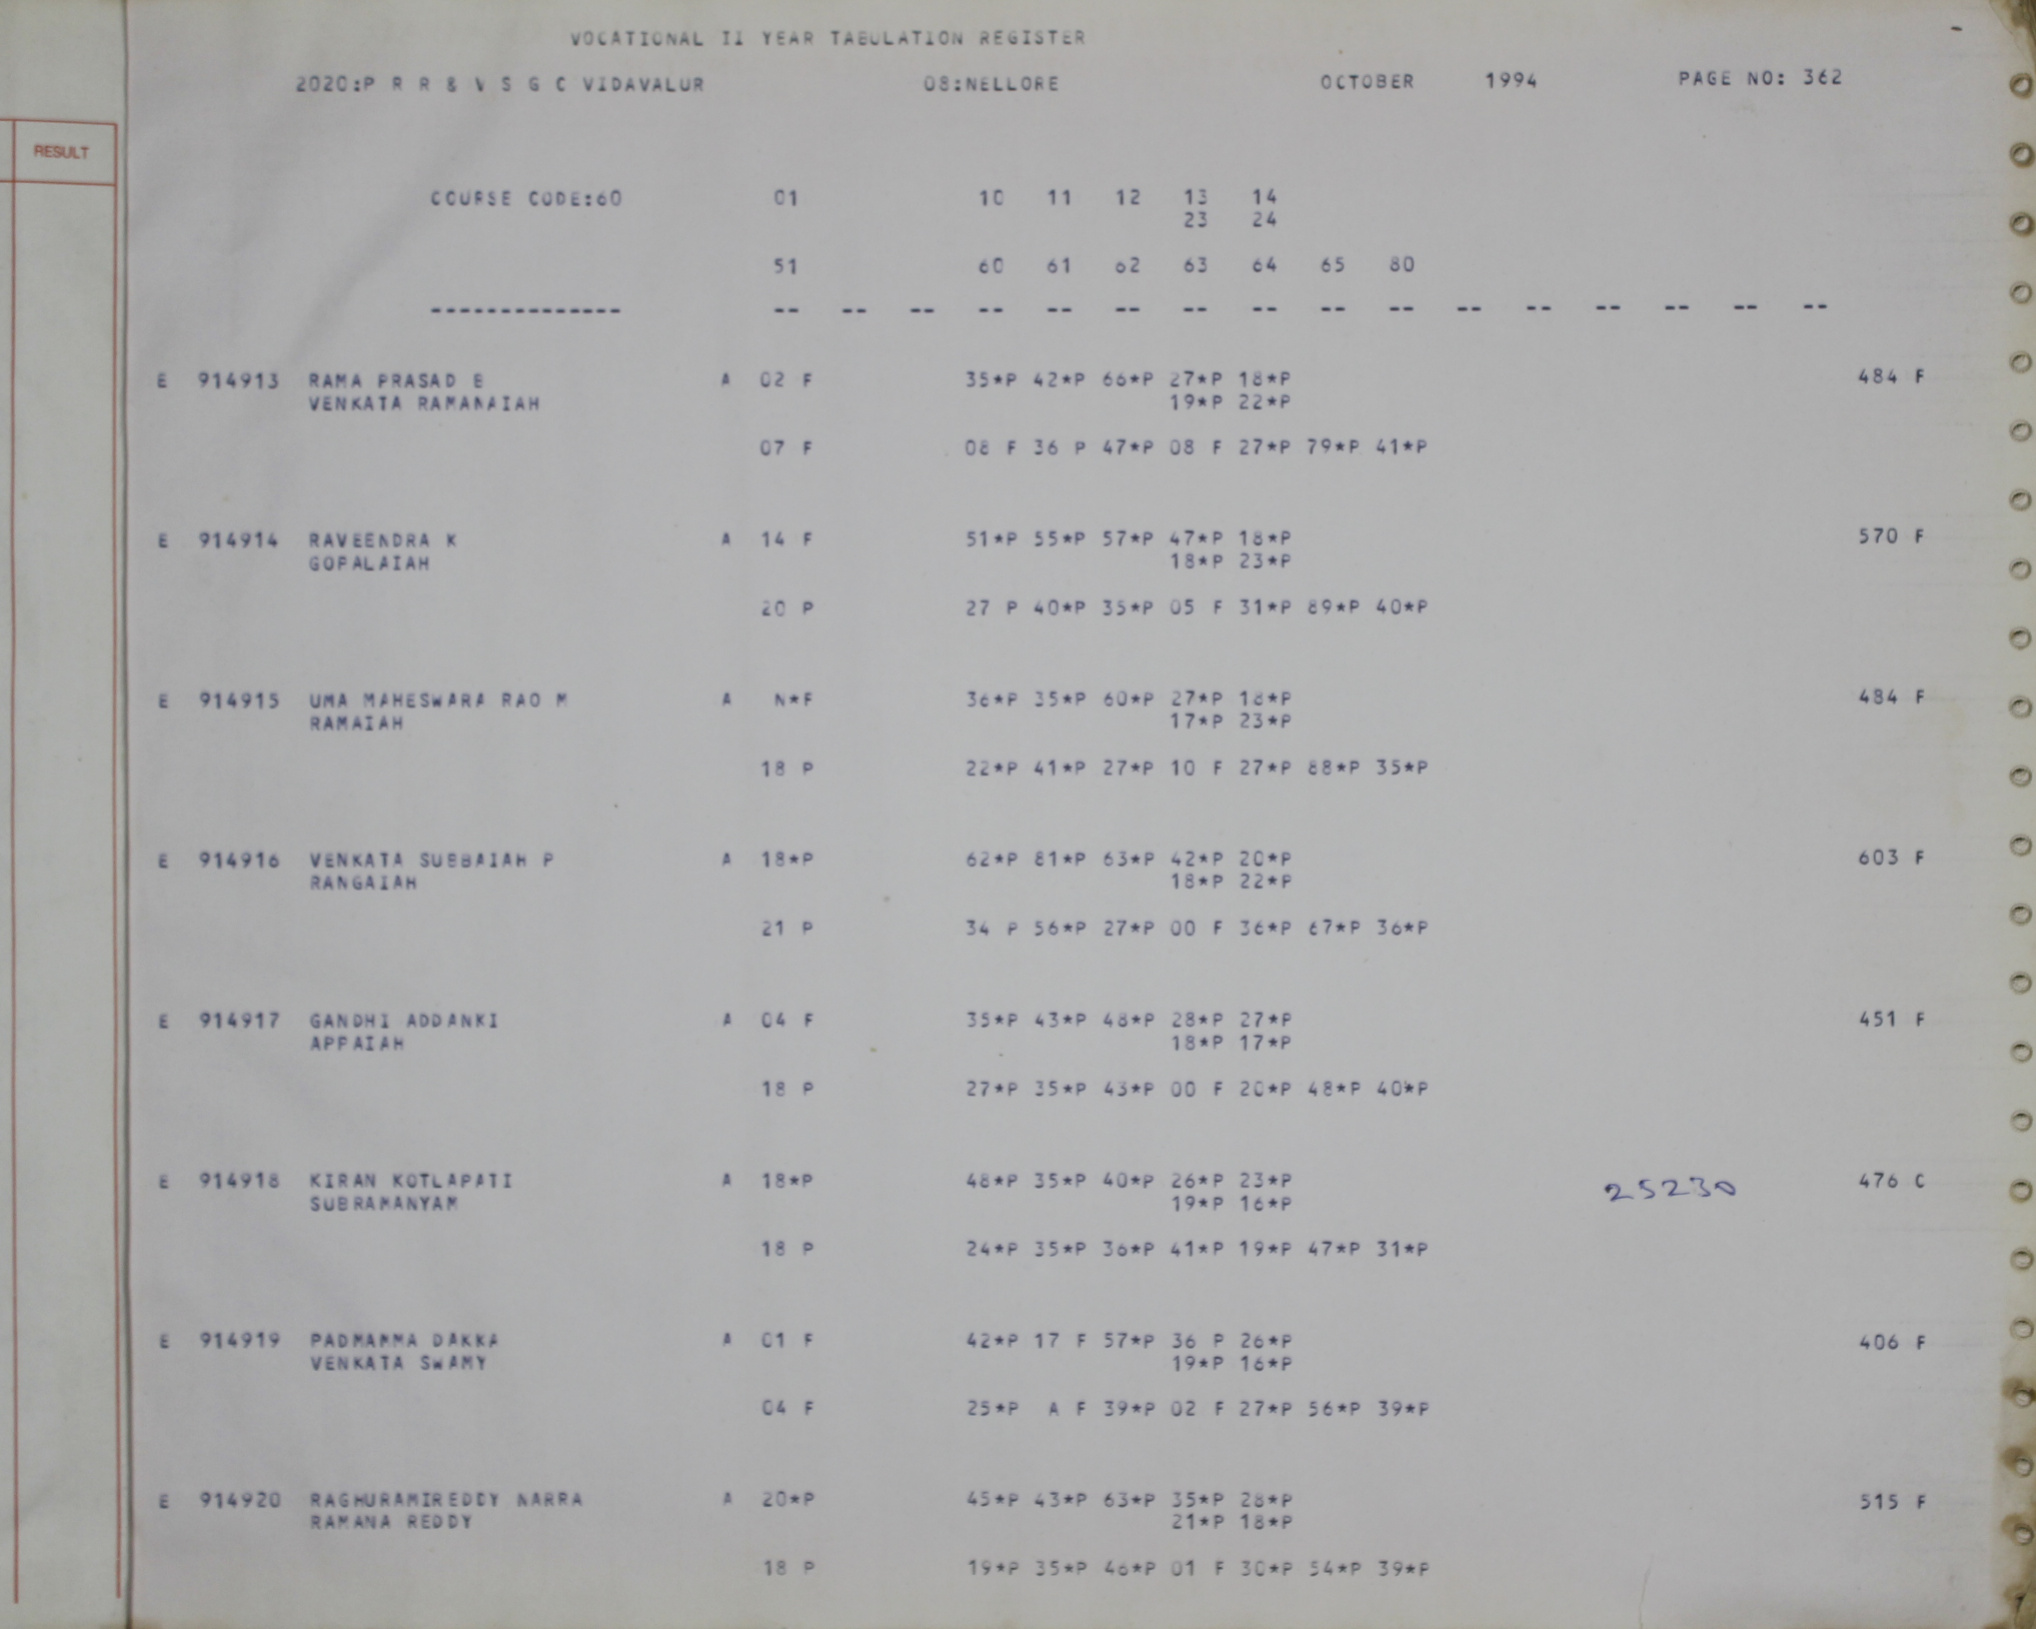 VOCATIONAL II YEAR TABULATION REGISTER
2020:P R R & V S G C VIDAVALUR 08:NELLORE OCTOBER 1994 PAGE NO: 362
RESULT
COURSE CODE:60 01 10 11 12 13 14
23 24
51 60 61 62 63 64 65 80
-------------- -- -- -- -- -- -- -- -- -- -- -- -- -- -- -- --
E 914913 RAMA PRASAD E A 02 F 35*P 42*P 66*P 27*P 18*P 484 F
VENKATA RAMANAIAH 19*P 22*P
07 F 08 F 36 P 47*P 08 F 27*P 79*P 41*P
E 914914 RAVEENDRA K A 14 F 51*P 55*P 57*P 47*P 18*P 570 F
GOPALAIAH 18*P 23*P
20 P 27 P 40*P 35*P 05 F 31*P 89*P 40*P
E 914915 UMA MAHESWARA RAO M A N*F 36*P 35*P 60*P 27*P 18*P 484 F
RAMAIAH 17*P 23*P
18 P 22*P 41*P 27*P 10 F 27*P 88*P 35*P
E 914916 VENKATA SUBBAIAH P A 18*P 62*P 81*P 63*P 42*P 20*P 603 F
RANGAIAH 18*P 22*P
21 P 34 P 56*P 27*P 00 F 36*P 67*P 36*P
E 914917 GANDHI ADDANKI A 04 F 35*P 43*P 48*P 28*P 27*P 451 F
APPAIAH 18*P 17*P
18 P 27*P 35*P 43*P 00 F 20*P 48*P 40*P
E 914918 KIRAN KOTLAPATI A 18*P 48*P 35*P 40*P 26*P 23*P 25230 476 C
SUBRAMANYAM 19*P 16*P
18 P 24*P 35*P 36*P 41*P 19*P 47*P 31*P
E 914919 PADMAMMA DAKKA A 01 F 42*P 17 F 57*P 36 P 26*P 406 F
VENKATA SWAMY 19*P 16*P
04 F 25*P A F 39*P 02 F 27*P 56*P 39*P
E 914920 RAGHURAMIREDDY NARRA A 20*P 45*P 43*P 63*P 35*P 28*P 515 F
RAMANA REDDY 21*P 18*P
18 P 19*P 35*P 46*P 01 F 30*P 54*P 39*P